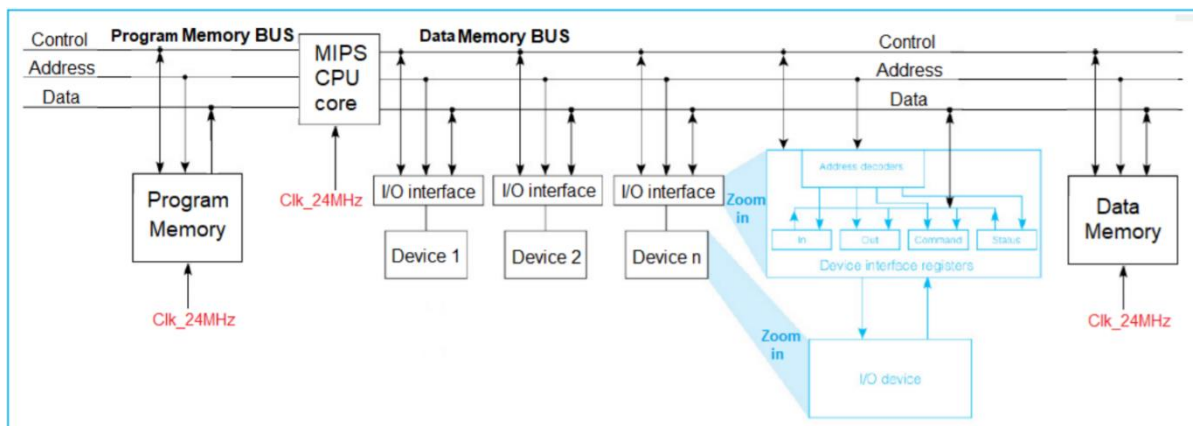 Program Memory BUS
Data Memory BUS
Control
Address
Data
MIPS
CPU
core
Control
Address
Data
Clk_24MHz
Program
Memory
Clk_24MHz
I/O interface
I/O interface
I/O interface
Device 1
Device 2
Device n
Zoom
in
Address decoders
In
Out
Command
Status
Device interface registers
Zoom
in
I/O device
Data
Memory
Clk_24MHz